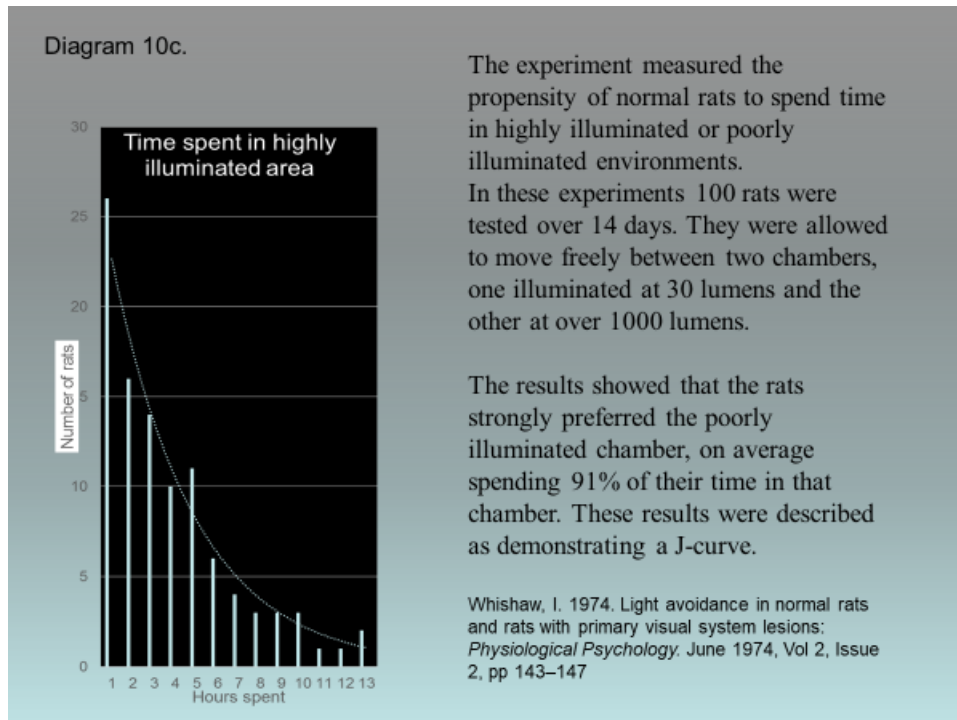 Diagram 10c.
30
Time spent in highly
illuminated area
25
20
5
10
5
0
Number of rats
1 2 3 4 5 6 7 8 9 10 11 12 13
Hours spent
The experiment measured the
propensity of normal rats to spend time
in highly illuminated or poorly
illuminated environments.
In these experiments 100 rats were
tested over 14 days. They were allowed
to move freely between two chambers,
one illuminated at 30 lumens and the
other at over 1000 lumens.
The results showed that the rats
strongly preferred the poorly
illuminated chamber, on average
spending 91% of their time in that
chamber. These results were described
as demonstrating a J-curve.
Whishaw, I. 1974. Light avoidance in normal rats
and rats with primary visual system lesions:
Physiological Psychology. June 1974, Vol 2, Issue
2, pp 143–147